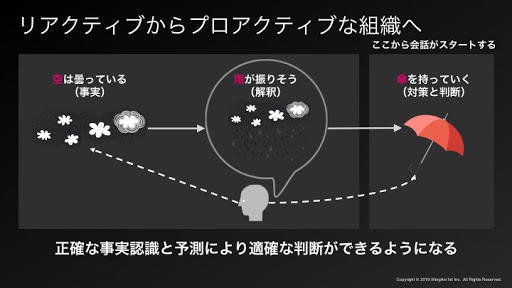 リアクティブからプロアクティブな組織へ
ここから会話がスタートする
空は曇っている
(事実)
雨が振りそう
(解釈)
傘を持っていく
(対策と判断)
正確な事実認識と予測により適確な判断ができるようになる
Copyright © 2019 WingArc1st Inc. All Rights Reserved.